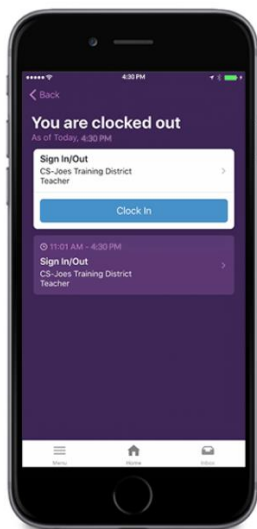 4:30 PM
Back
You are clocked out
As of Today, 4:30 PM
Sign In/Out
CS-Joes Training District
Teacher
Clock In
11:01 AM - 4:30 PM
Sign In/Out
CS-Joes Training District
Teacher
Menu Home Inbox